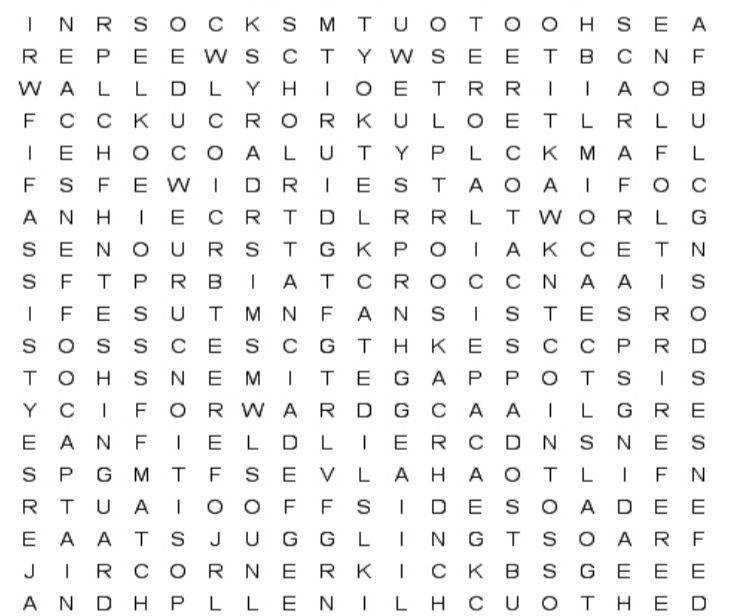 I N R S O C K S M T U O T O O H S E A
R E P E E W S C T Y W S E E T B C N F
W A L L D L Y H I O E T R R I I A O B
F C C K U C R O R K U L O E T L R L U
I E H O C O A L U T Y P L C K M A F L
F S F E W I D R I E S T A O A I F O C
A N H I E C R T D L R R L T W O R L G
S E N O U R S T G K P O I A K C E T N
S F T P R B I A T C R O C C N A A I S
I F E S U T M N F A N S I S T E S R O
S O S S C E S C G T H K E S C C P R D
T O H S N E M I T E G A P P O T S I S
Y C I F O R W A R D G C A A I L G R E
E A N F I E L D L I E R C D N S N E S
S P G M T F S E V L A H A O T L I F N
R T U A I O O F F S I D E S O A D E E
E A A T S J U G G L I N G T S O A R F
J I R C O R N E R K I C K B S G E E E
A N D H P L L E N I L H C U O T H E D